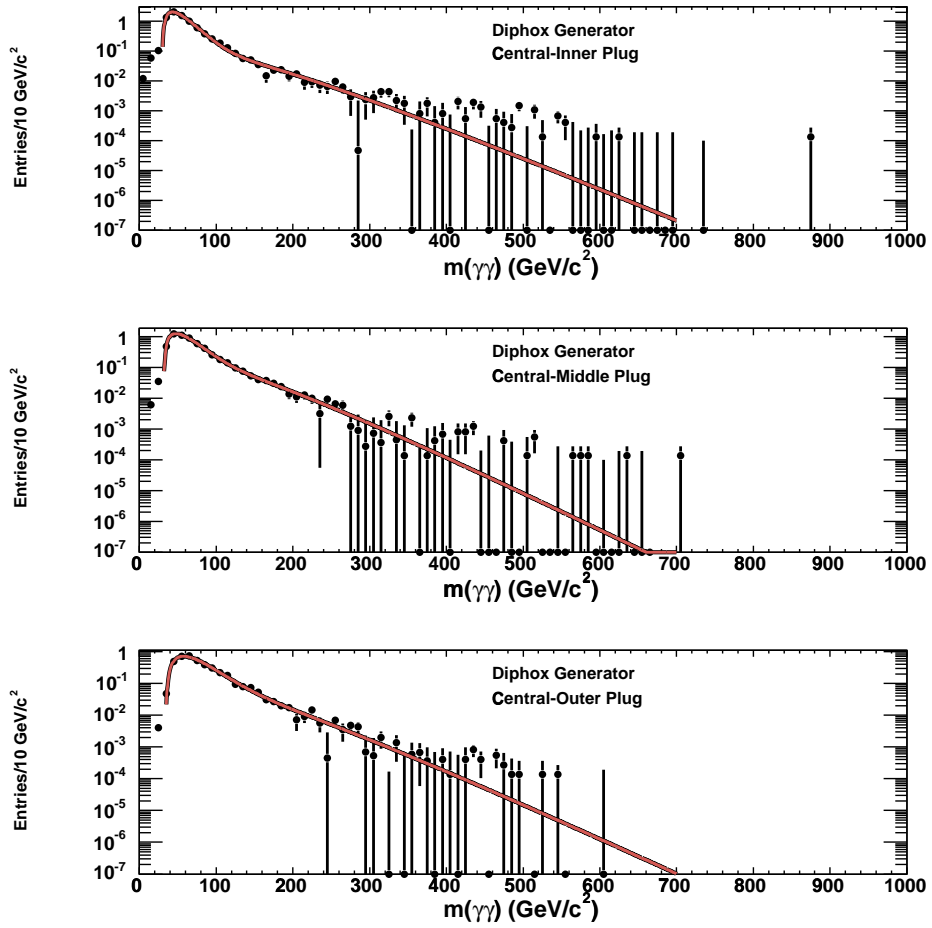 Diphox Generator
Central-Inner Plug
Entries/10 GeV/c²
1
10⁻¹
10⁻²
10⁻³
10⁻⁴
10⁻⁵
10⁻⁶
10⁻⁷
0 100 200 300 400 500 600 700 800 900 1000
m(γγ) (GeV/c²)
Diphox Generator
Central-Middle Plug
Entries/10 GeV/c²
1
10⁻¹
10⁻²
10⁻³
10⁻⁴
10⁻⁵
10⁻⁶
10⁻⁷
0 100 200 300 400 500 600 700 800 900 1000
m(γγ) (GeV/c²)
Diphox Generator
Central-Outer Plug
Entries/10 GeV/c²
1
10⁻¹
10⁻²
10⁻³
10⁻⁴
10⁻⁵
10⁻⁶
10⁻⁷
0 100 200 300 400 500 600 700 800 900 1000
m(γγ) (GeV/c²)